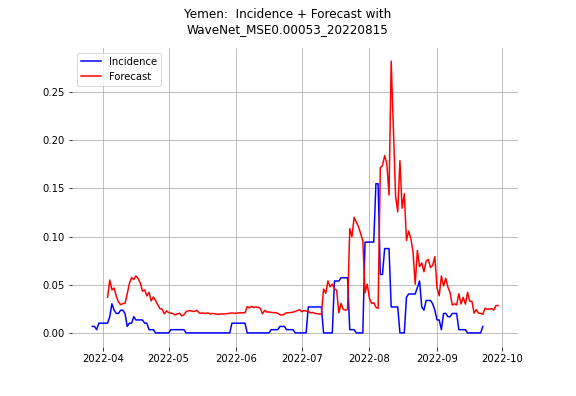 Yemen:  Incidence + Forecast with
WaveNet_MSE0.00053_20220815
Incidence
Forecast
0.25
0.20
0.15
0.10
0.05
0.00
2022-04 2022-05 2022-06 2022-07 2022-08 2022-09 2022-10